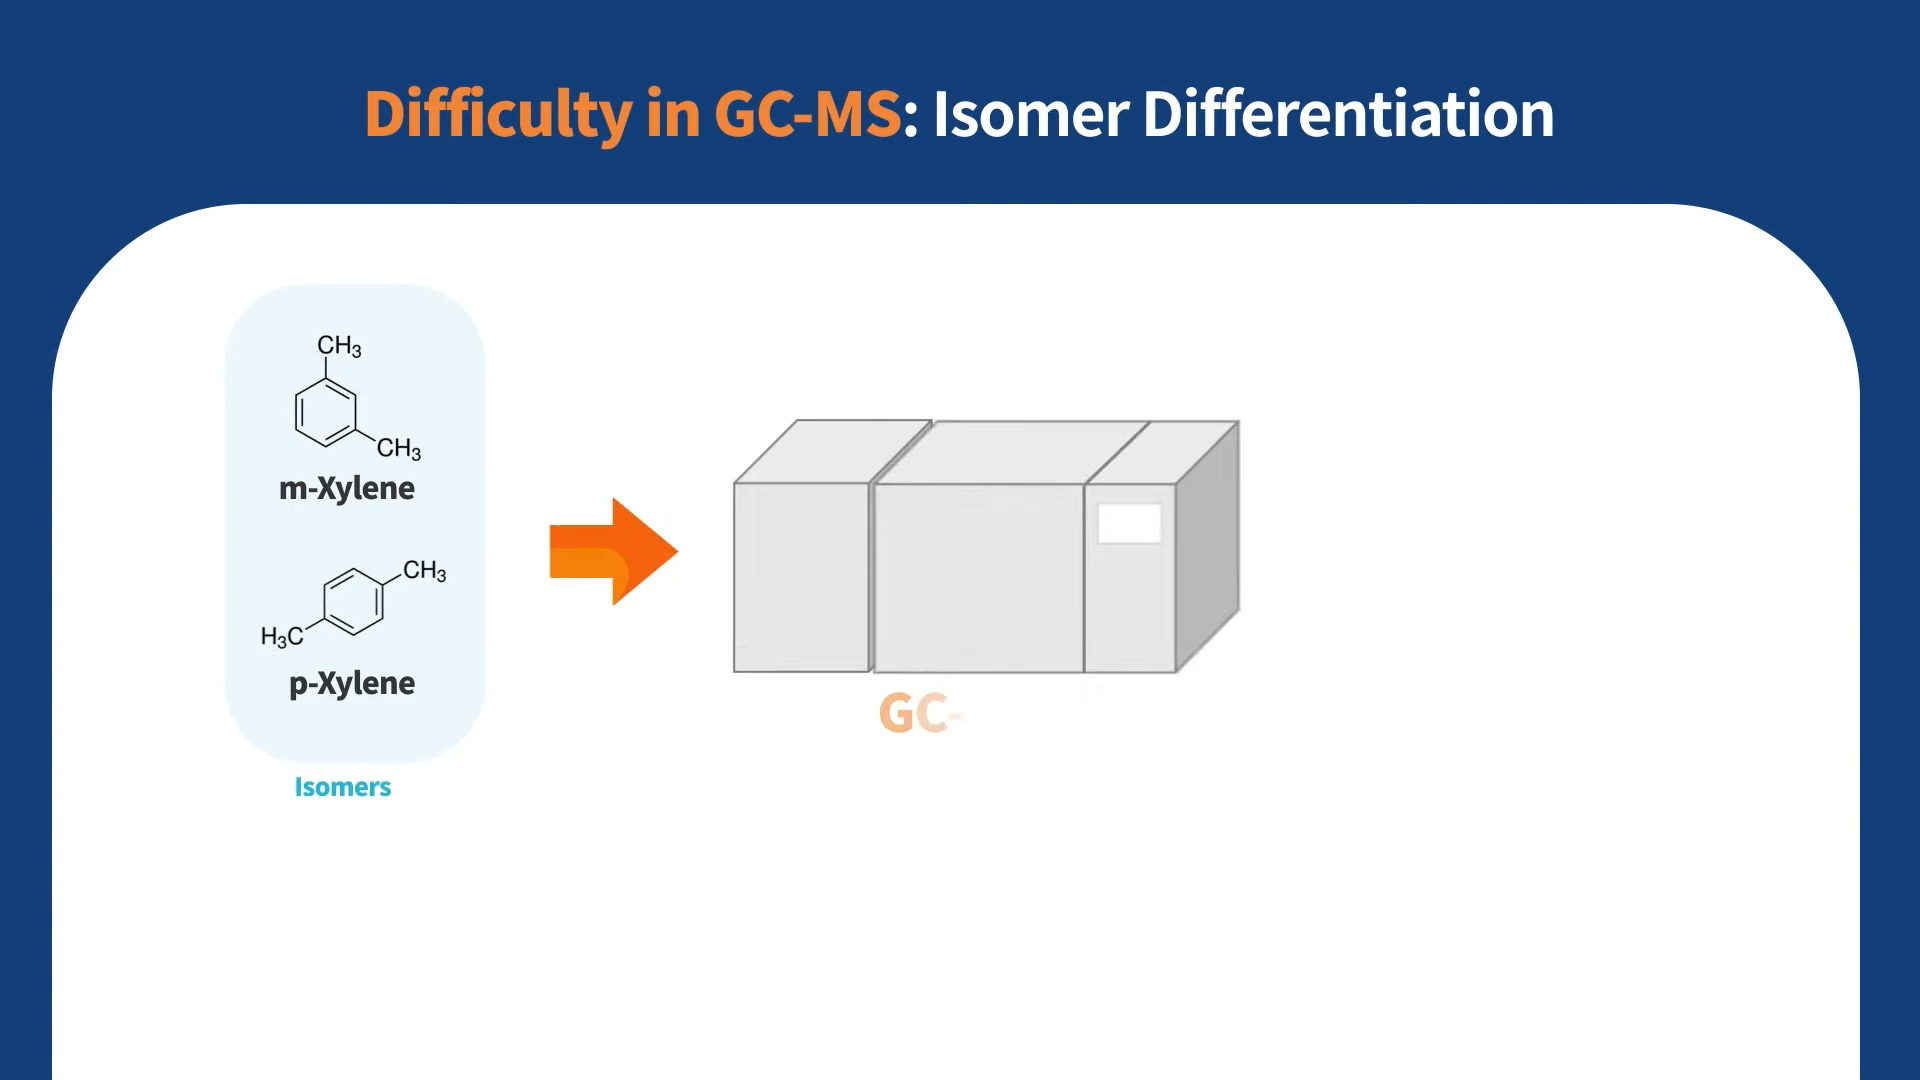 Difficulty in GC-MS: Isomer Differentiation
CH₃
CH₃
m-Xylene
CH₃
H₃C
p-Xylene
Isomers
GC-